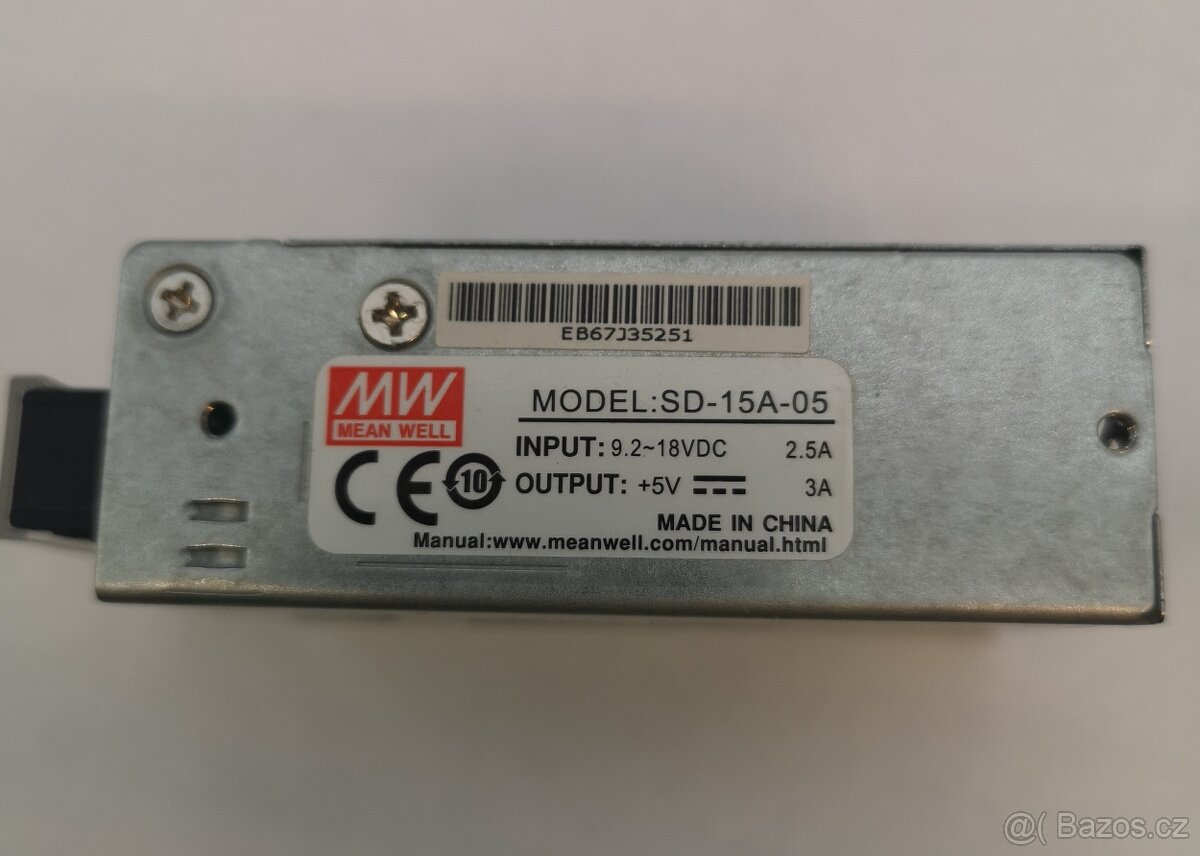 EB67J35251
MW
MEAN WELL
MODEL:SD-15A-05
INPUT: 9.2~18VDC 2.5A
CE 10 OUTPUT: +5V 3A
MADE IN CHINA
Manual:www.meanwell.com/manual.html
@( Bazos.cz